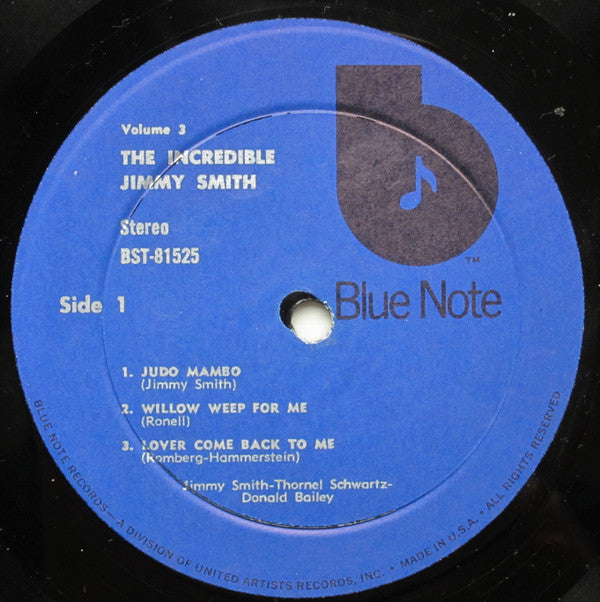 Volume 3
THE INCREDIBLE
JIMMY SMITH
Stereo
BST-81525
Side 1
TM
Blue Note
1. JUDO MAMBO
(Jimmy Smith)
2. WILLOW WEEP FOR ME
(Ronell)
3. LOVER COME BACK TO ME
(Romberg-Hammerstein)
Jimmy Smith-Thornel Schwartz-
Donald Bailey
BLUE NOTE RECORDS — A DIVISION OF UNITED ARTISTS RECORDS, INC. • MADE IN U.S.A. • ALL RIGHTS RESERVED